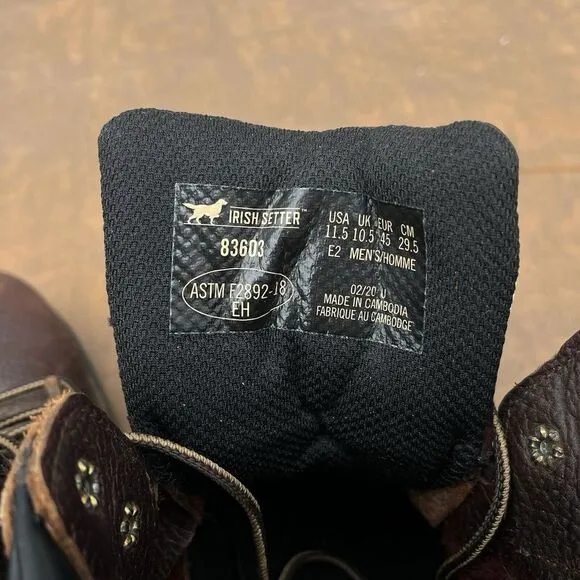 IRISH SETTER™
83603
ASTM F2892-18
EH
USA UK EUR CM
11.5 10.5 45 29.5
E2 MEN'S/HOMME
02/20 U
MADE IN CAMBODIA
FABRIQUE AU CAMBODGE